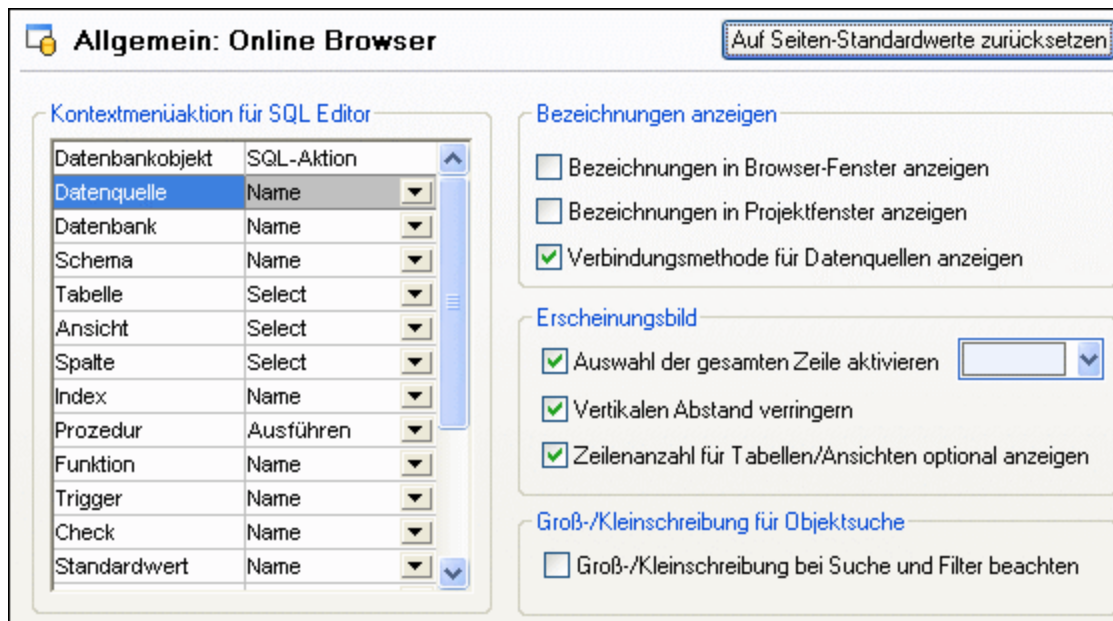 Allgemein: Online Browser
Auf Seiten-Standardwerte zurücksetzen
Kontextmenüaktion für SQL Editor
Datenbankobjekt SQL-Aktion
Datenquelle Name
Datenbank Name
Schema Name
Tabelle Select
Ansicht Select
Spalte Select
Index Name
Prozedur Ausführen
Funktion Name
Trigger Name
Check Name
Standardwert Name
Bezeichnungen anzeigen
Bezeichnungen in Browser-Fenster anzeigen
Bezeichnungen in Projektfenster anzeigen
Verbindungsmethode für Datenquellen anzeigen
Erscheinungsbild
Auswahl der gesamten Zeile aktivieren
Vertikalen Abstand verringern
Zeilenanzahl für Tabellen/Ansichten optional anzeigen
Groß-/Kleinschreibung für Objektsuche
Groß-/Kleinschreibung bei Suche und Filter beachten